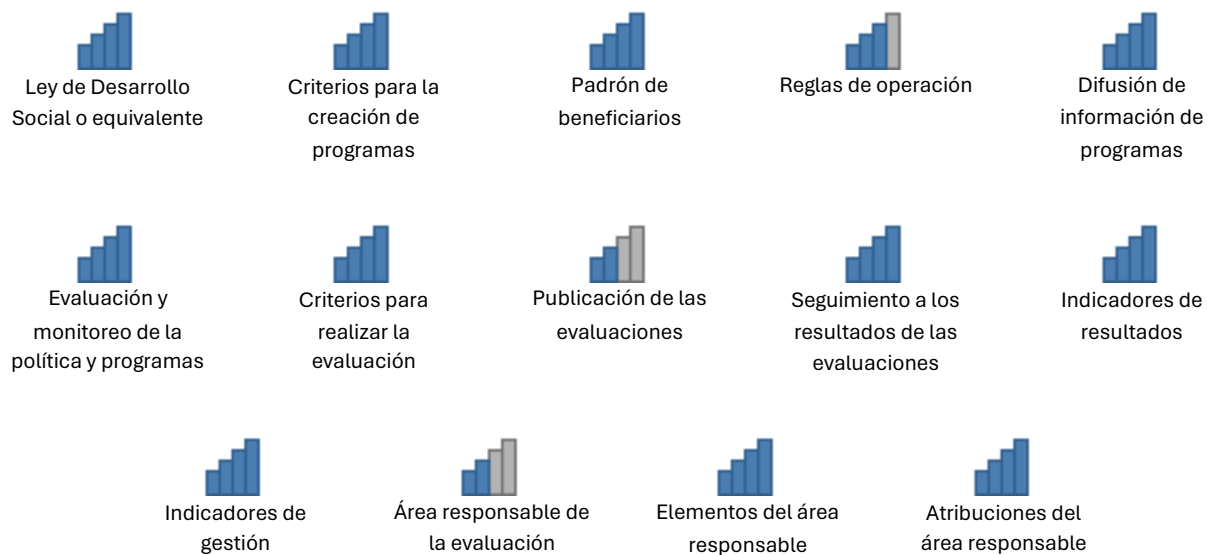 Ley de Desarrollo
Social o equivalente
Criterios para la
creación de
programas
Padrón de
beneficiarios
Reglas de operación
Difusión de
información de
programas
Evaluación y
monitoreo de la
política y programas
Criterios para
realizar la
evaluación
Publicación de las
evaluaciones
Seguimiento a los
resultados de las
evaluaciones
Indicadores de
resultados
Indicadores de
gestión
Área responsable de
la evaluación
Elementos del área
responsable
Atribuciones del
área responsable